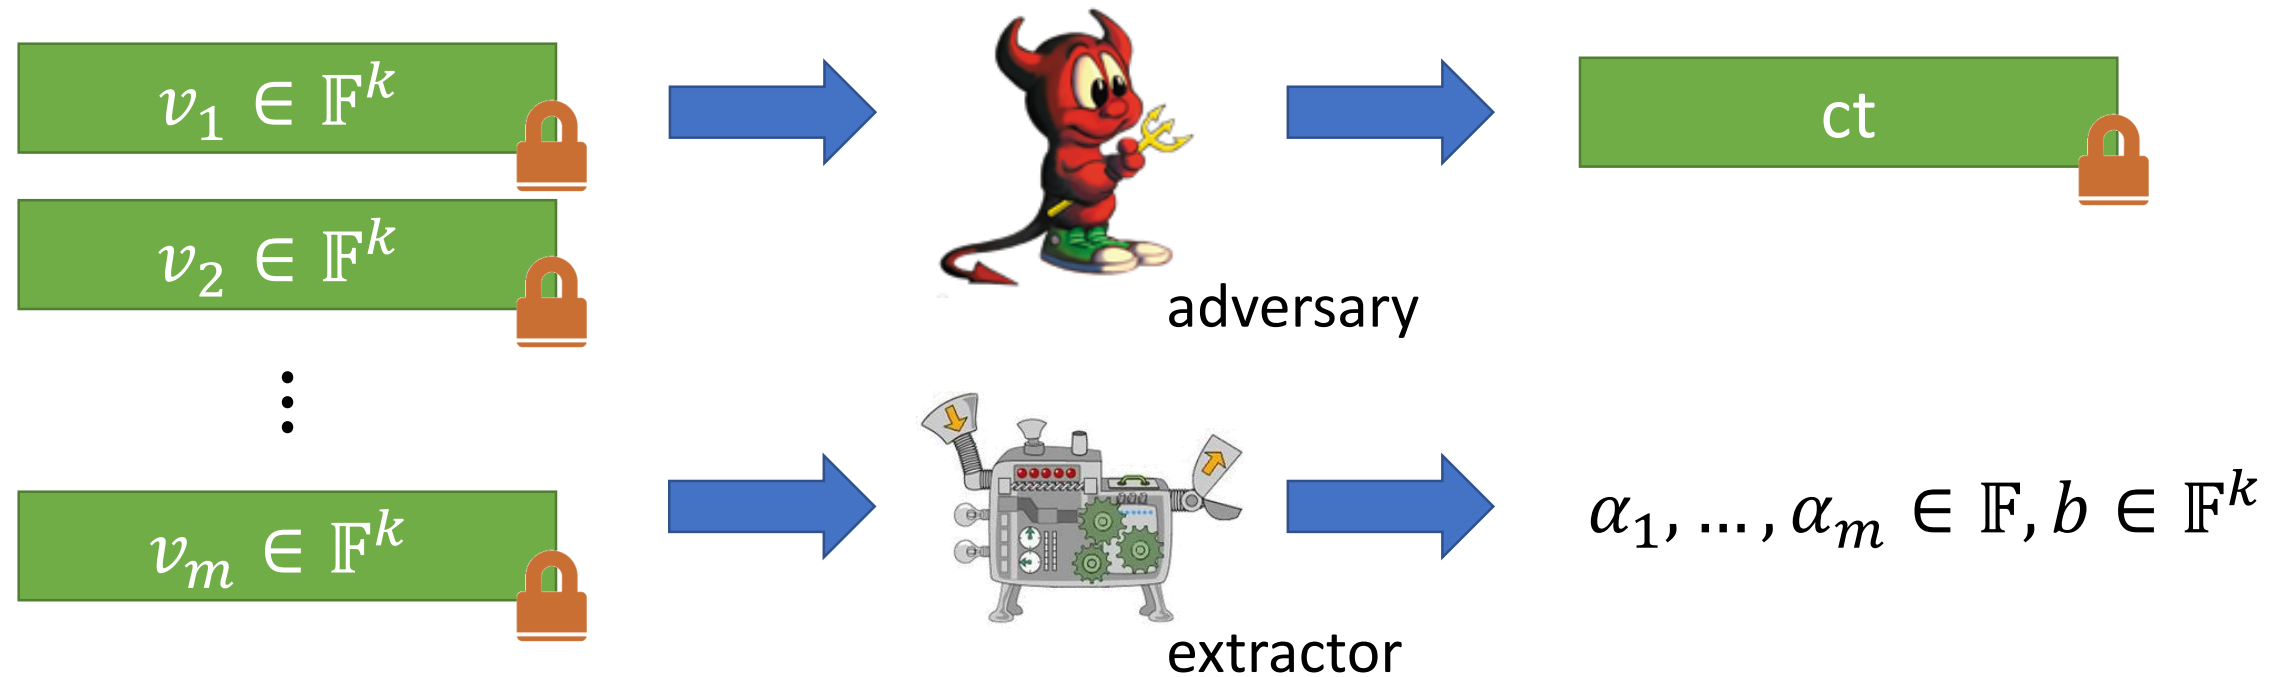 v₁ ∈ 𝔽ᵏ
ct
v₂ ∈ 𝔽ᵏ
adversary
⋮
vₘ ∈ 𝔽ᵏ
α₁, …, αₘ ∈ 𝔽, b ∈ 𝔽ᵏ
extractor